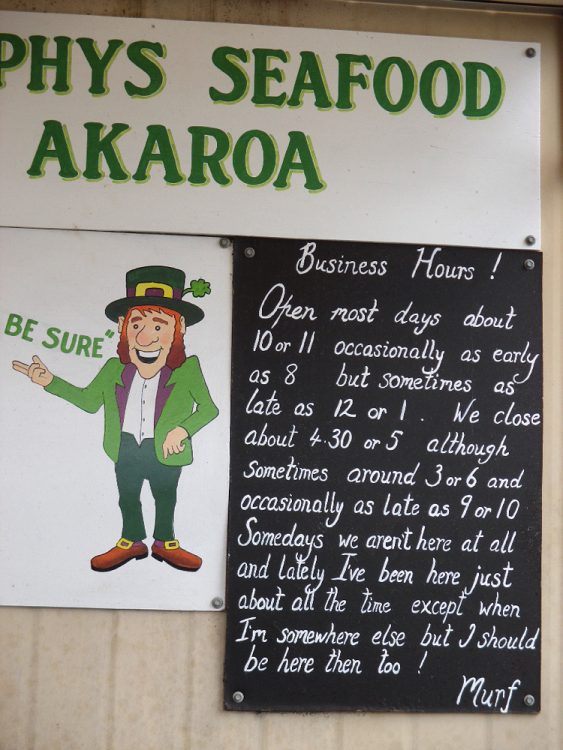 PHYS SEAFOOD
AKAROA
BE SURE"
Business Hours !
Open most days about
10 or 11 occasionally as early
as 8 but sometimes as
late as 12 or 1. We close
about 4.30 or 5 although
sometimes around 3 or 6 and
occasionally as late as 9 or 10
Somedays we aren't here at all
and lately I've been here just
about all the time except when
I'm somewhere else but I should
be here then too !
Murf